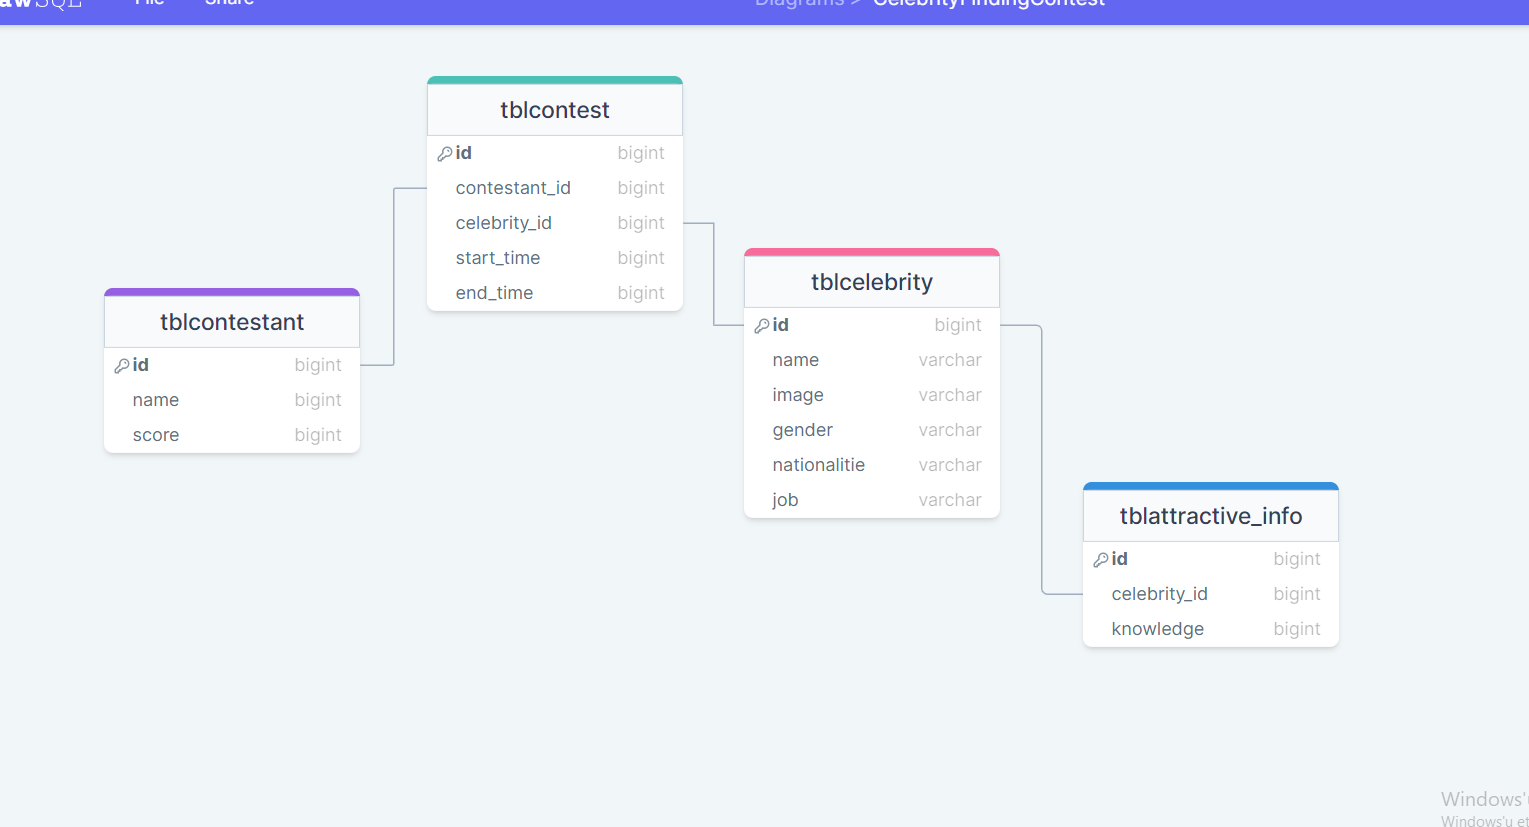 awSQL File Share Diagrams > CelebrityFindingContest
tblcontest
id bigint
contestant_id bigint
celebrity_id bigint
start_time bigint
end_time bigint
tblcelebrity
id bigint
name varchar
image varchar
gender varchar
nationalitie varchar
job varchar
tblcontestant
id bigint
name bigint
score bigint
tblattractive_info
id bigint
celebrity_id bigint
knowledge bigint
Windows'u
Windows'u et